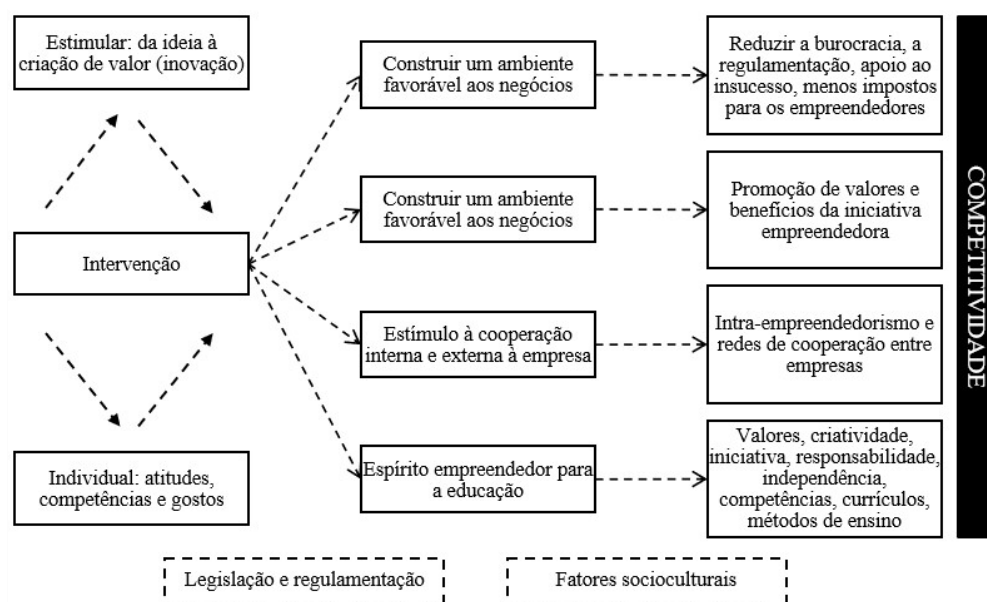 Estimular: da ideia à
criação de valor (inovação)
Intervenção
Individual: atitudes,
competências e gostos
Construir um ambiente
favorável aos negócios
Construir um ambiente
favorável aos negócios
Estímulo à cooperação
interna e externa à empresa
Espírito empreendedor para
a educação
Reduzir a burocracia, a
regulamentação, apoio ao
insucesso, menos impostos
para os empreendedores
Promoção de valores e
benefícios da iniciativa
empreendedora
Intra-empreendedorismo e
redes de cooperação entre
empresas
Valores, criatividade,
iniciativa, responsabilidade,
independência,
competências, currículos,
métodos de ensino
COMPETITIVIDADE
Legislação e regulamentação
Fatores socioculturais